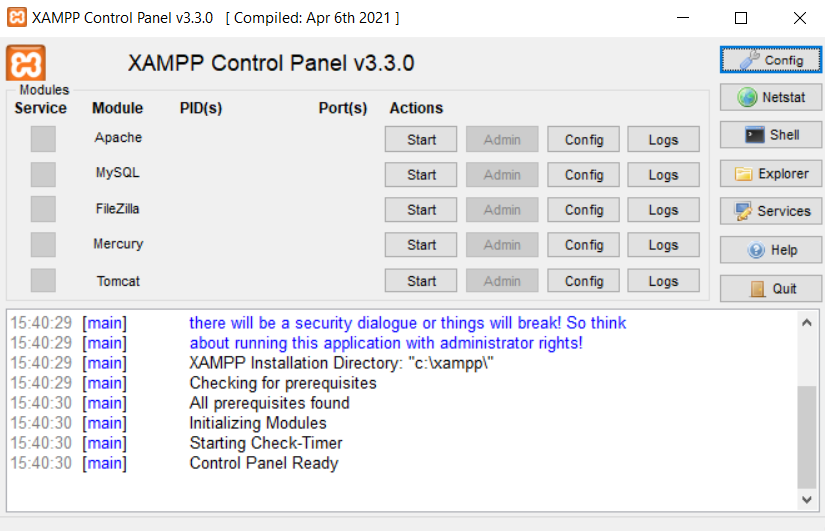 XAMPP Control Panel v3.3.0 [ Compiled: Apr 6th 2021 ]
XAMPP Control Panel v3.3.0
Config
Modules
Service Module PID(s) Port(s) Actions
Netstat
Apache Start Admin Config Logs
Shell
MySQL Start Admin Config Logs
Explorer
FileZilla Start Admin Config Logs
Services
Mercury Start Admin Config Logs
Help
Tomcat Start Admin Config Logs
Quit
15:40:29 [main] there will be a security dialogue or things will break! So think
15:40:29 [main] about running this application with administrator rights!
15:40:29 [main] XAMPP Installation Directory: "c:\xampp\"
15:40:29 [main] Checking for prerequisites
15:40:30 [main] All prerequisites found
15:40:30 [main] Initializing Modules
15:40:30 [main] Starting Check-Timer
15:40:30 [main] Control Panel Ready